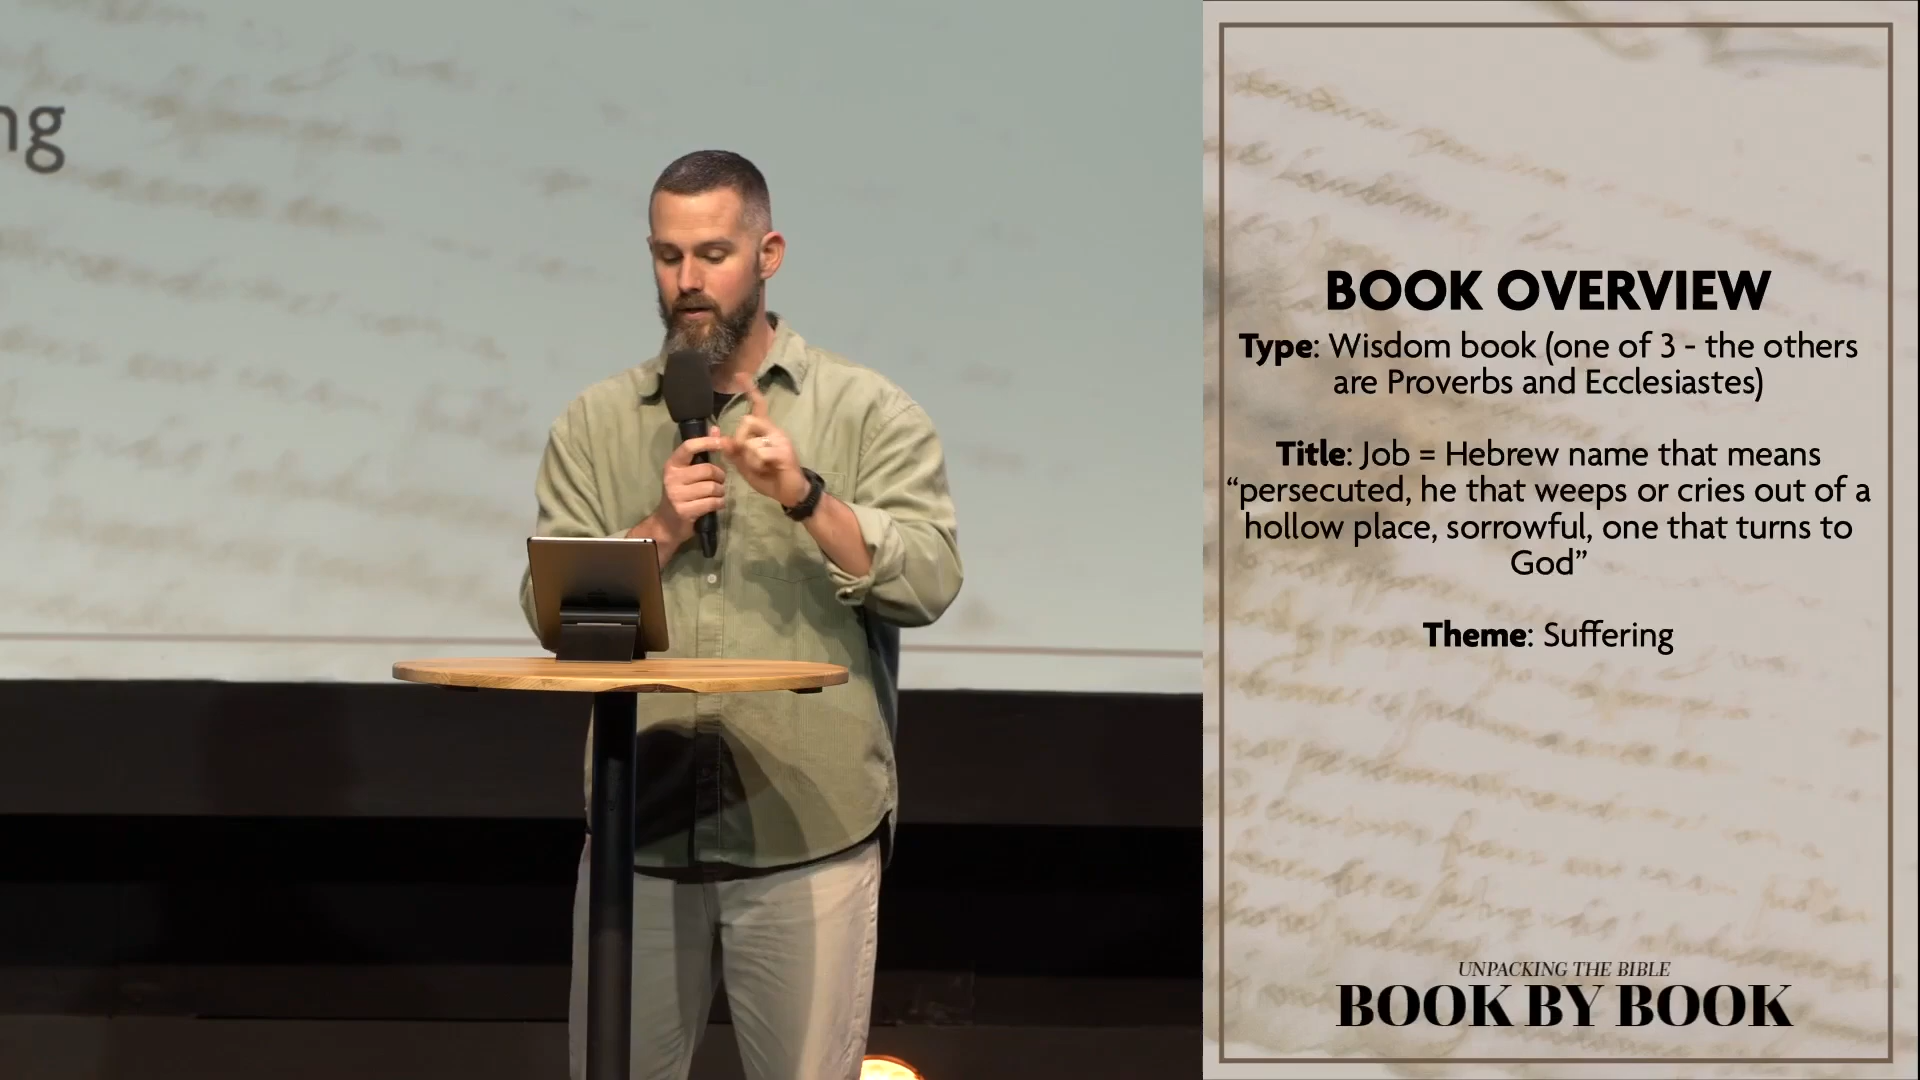 ng
BOOK OVERVIEW
Type: Wisdom book (one of 3 - the others
are Proverbs and Ecclesiastes)
Title: Job = Hebrew name that means
“persecuted, he that weeps or cries out of a
hollow place, sorrowful, one that turns to
God”
Theme: Suffering
UNPACKING THE BIBLE
BOOK BY BOOK